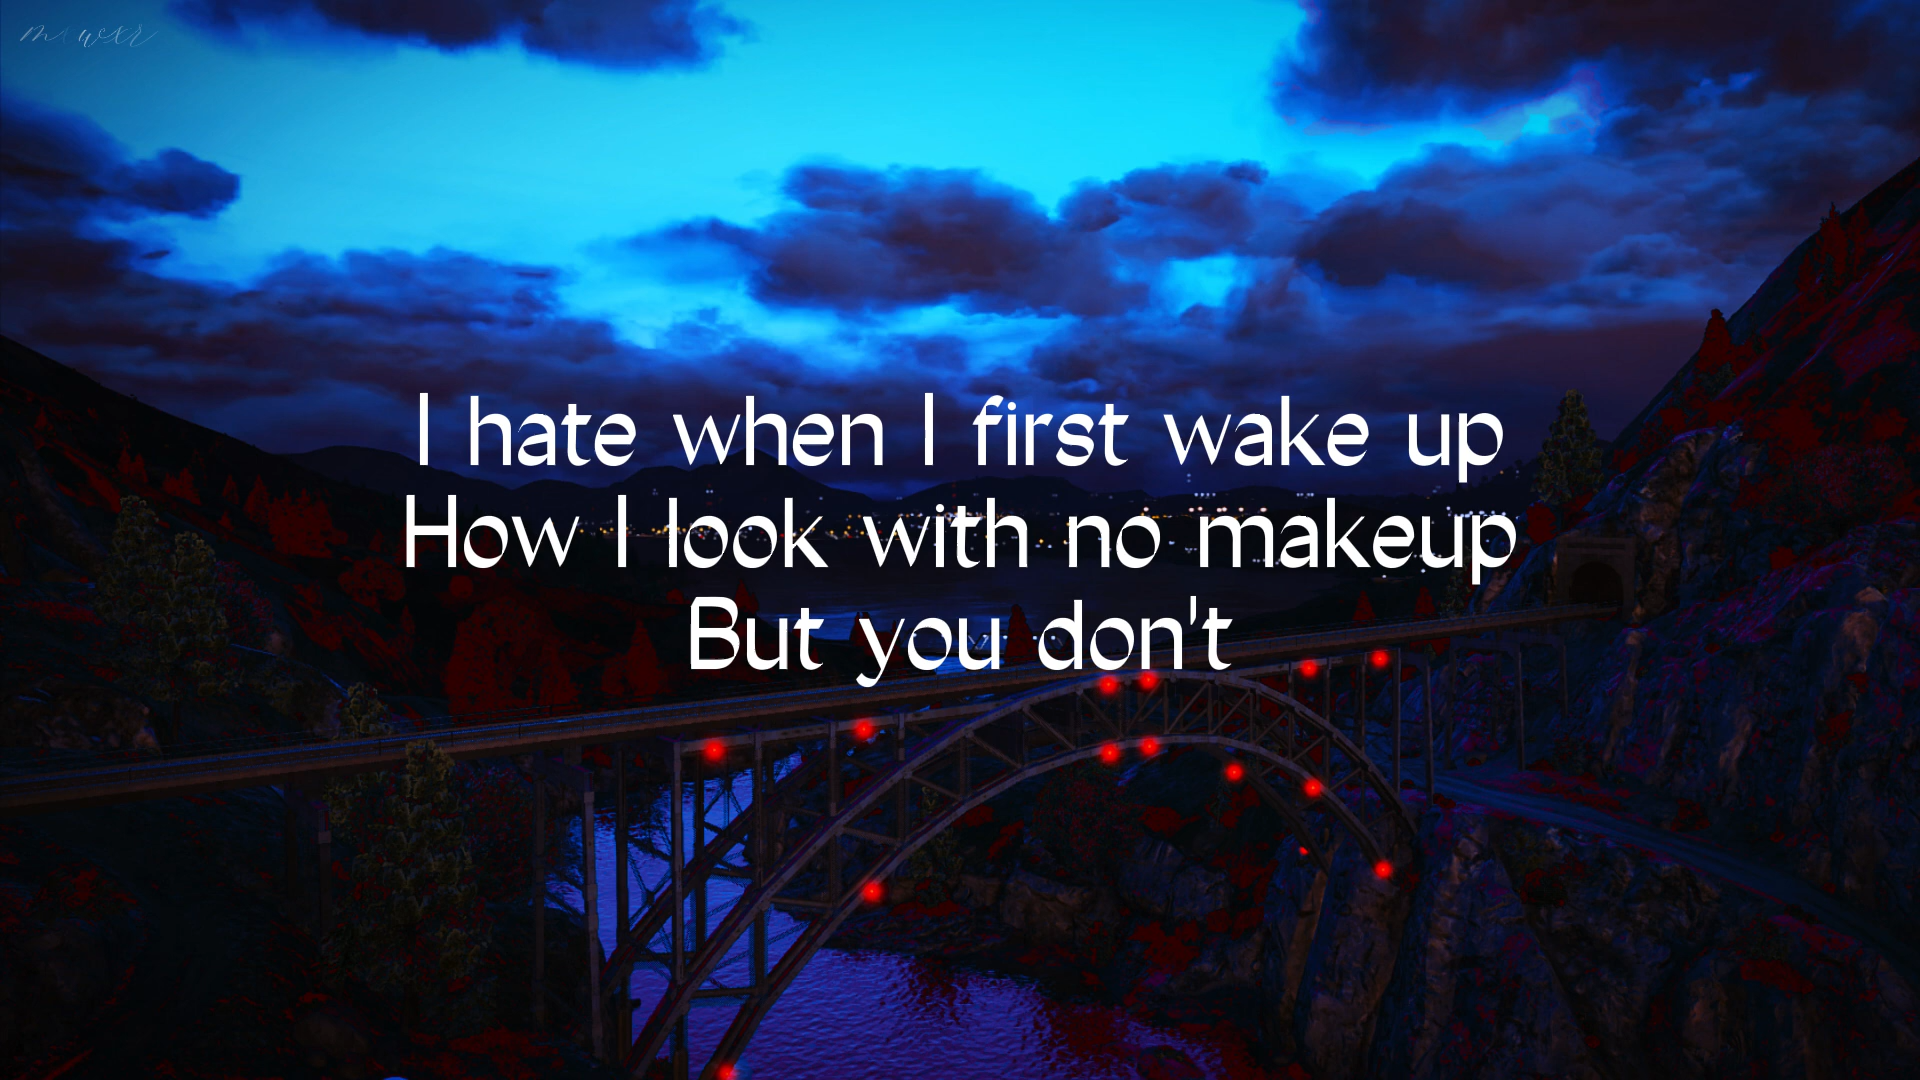 I hate when I first wake up
How I look with no makeup
But you don't